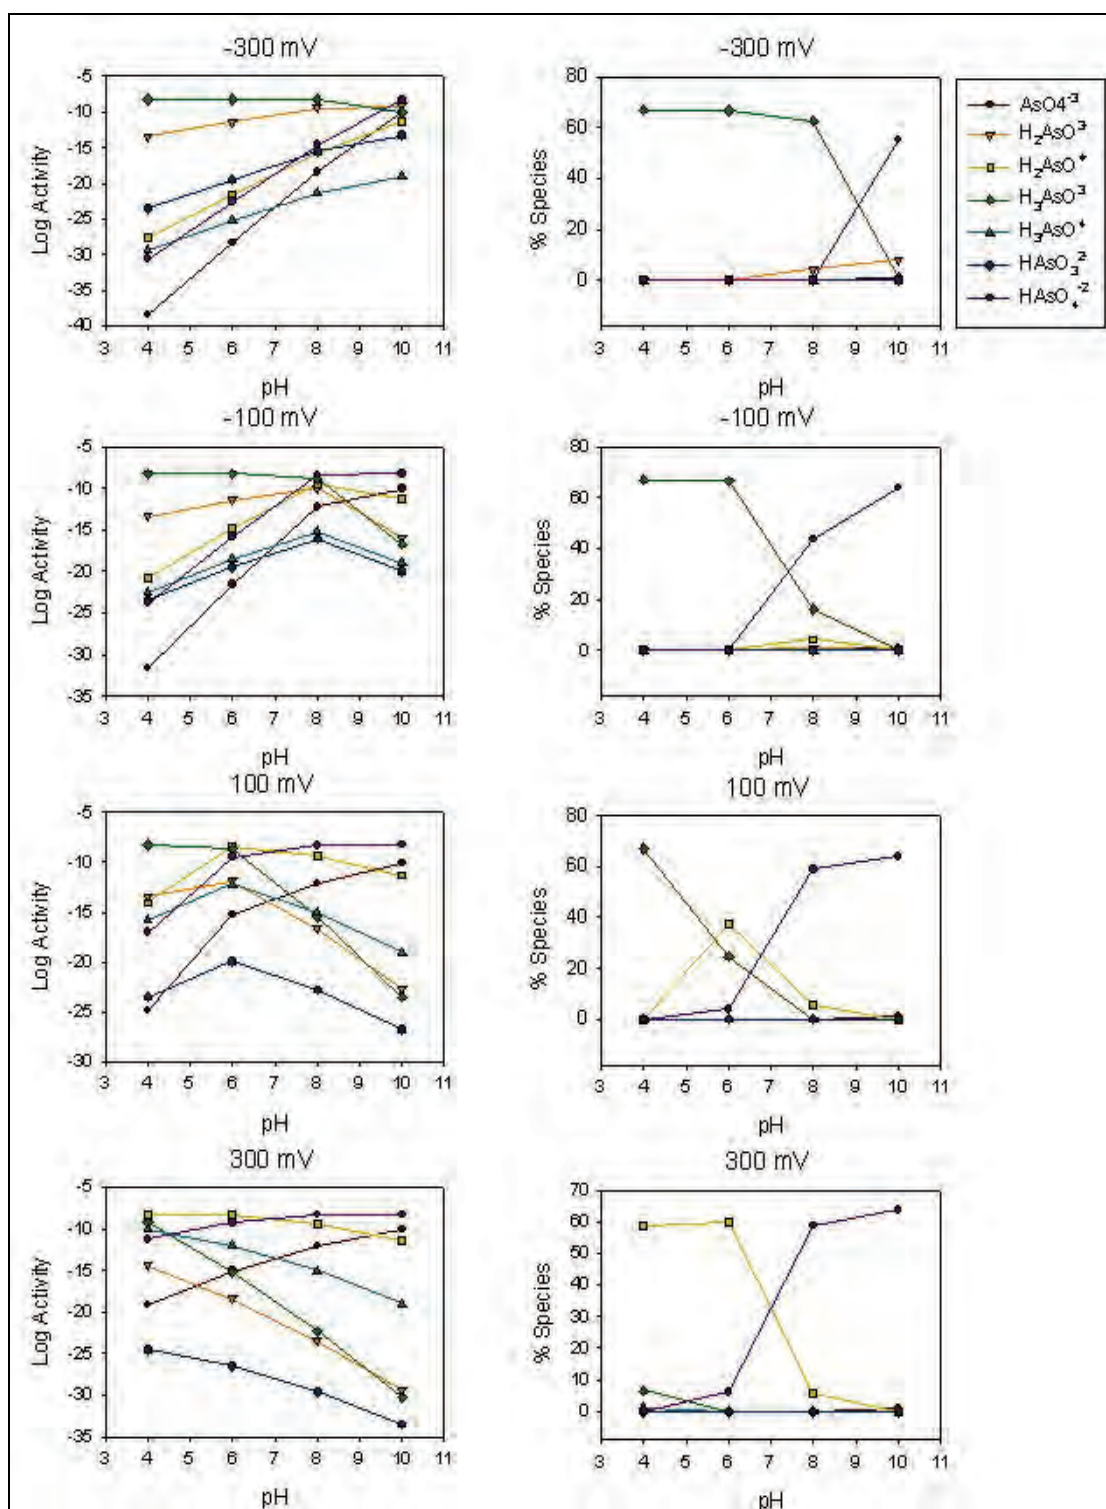 -300 mV
-5
-10
-15
-20
-25
-30
-35
-40
Log Activity
3 4 5 6 7 8 9 10 11
pH
-300 mV
80
60
40
20
0
% Species
3 4 5 6 7 8 9 10 11
AsO4⁻³
H₂AsO³
H₂AsO⁴
H₃AsO³
H₃AsO⁴
HAsO₃²
HAsO₄⁻²
-100 mV
-5
-10
-15
-20
-25
-30
-35
Log Activity
3 4 5 6 7 8 9 10 11
pH
-100 mV
80
60
40
20
0
% Species
3 4 5 6 7 8 9 10 11
pH
100 mV
-5
-10
-15
-20
-25
-30
Log Activity
3 4 5 6 7 8 9 10 11
pH
100 mV
80
60
40
20
0
% Species
3 4 5 6 7 8 9 10 11
pH
300 mV
-5
-10
-15
-20
-25
-30
-35
Log Activity
3 4 5 6 7 8 9 10 11
pH
300 mV
70
60
50
40
30
20
10
0
% Species
3 4 5 6 7 8 9 10 11
pH